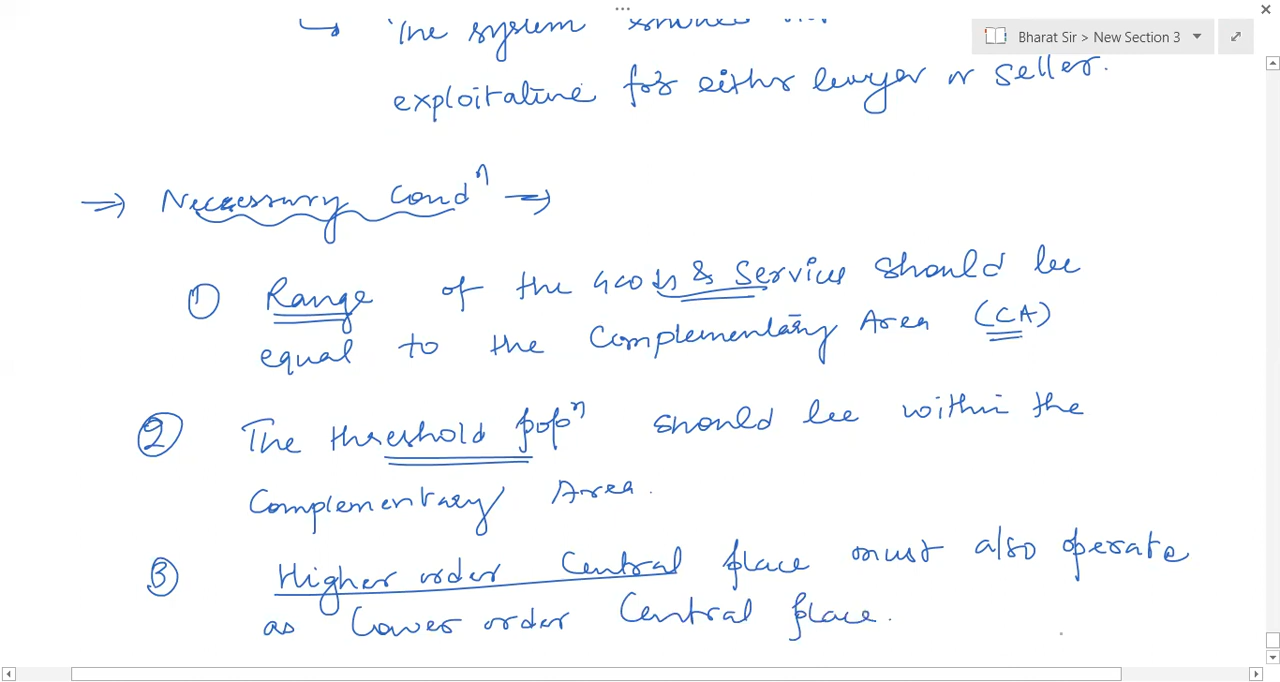 ↳ The system should not
Bharat Sir > New Section 3
exploitative for either buyer or seller.
⇒ Necessary Condⁿ ⇒
① Range of the goods & Service should be
equal to the Complementary Area (CA)
② The threshold popⁿ should be within the
Complementary Area.
③ Higher order Central place must also operate
as lower order Central place.